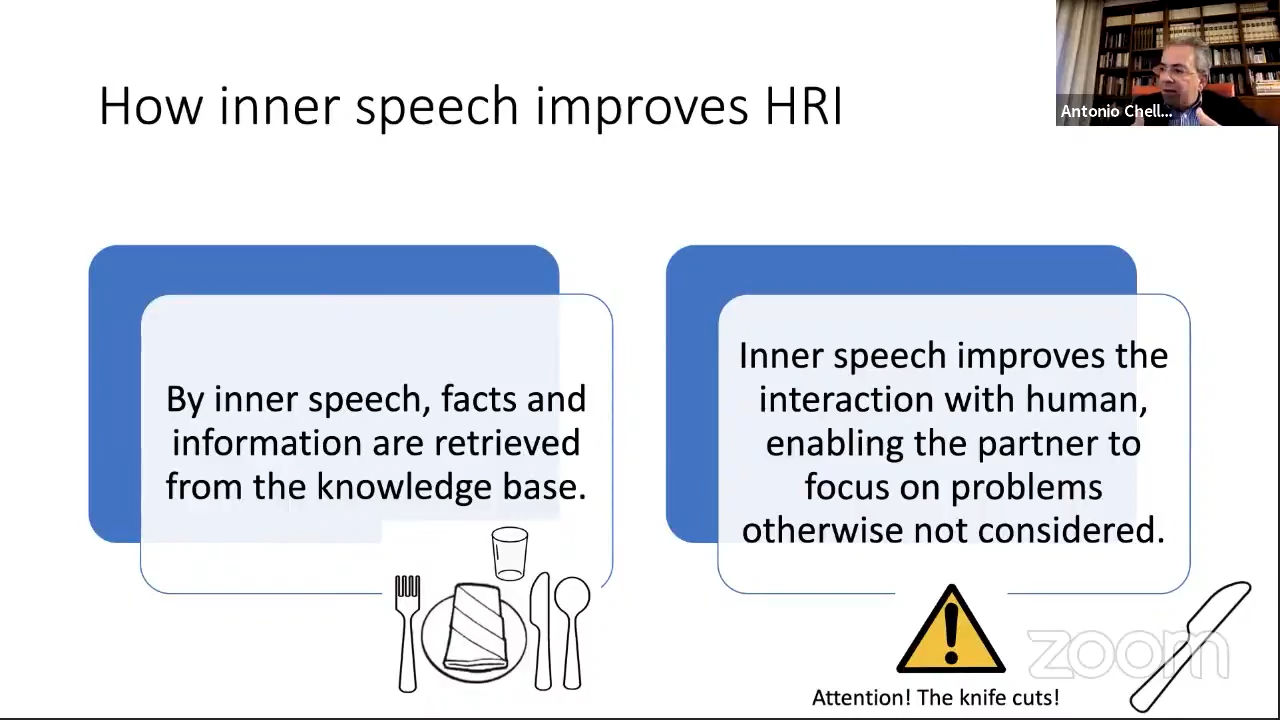 How inner speech improves HRI
Antonio Chell...
By inner speech, facts and
information are retrieved
from the knowledge base.
Inner speech improves the
interaction with human,
enabling the partner to
focus on problems
otherwise not considered.
Attention! The knife cuts!
zoom